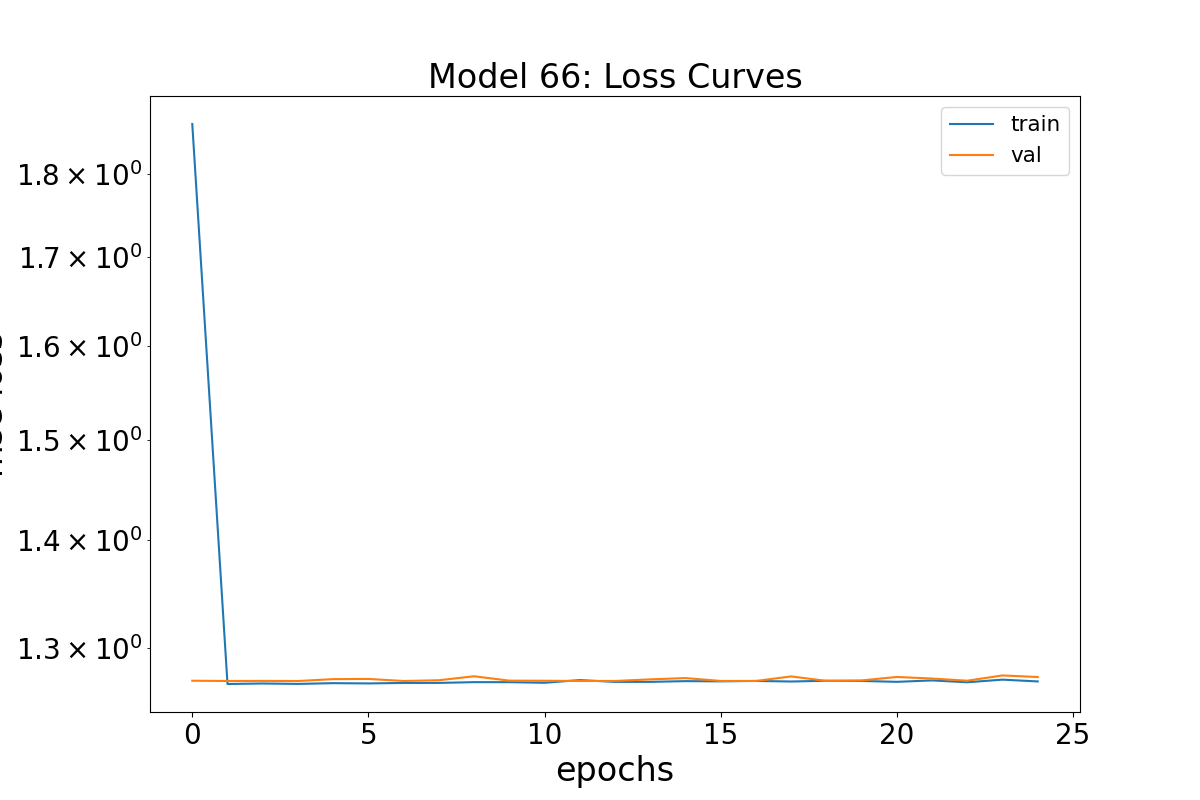 Model 66: Loss Curves
train
val
1.8 × 10⁰
1.7 × 10⁰
1.6 × 10⁰
1.5 × 10⁰
1.4 × 10⁰
1.3 × 10⁰
0 5 10 15 20 25
epochs